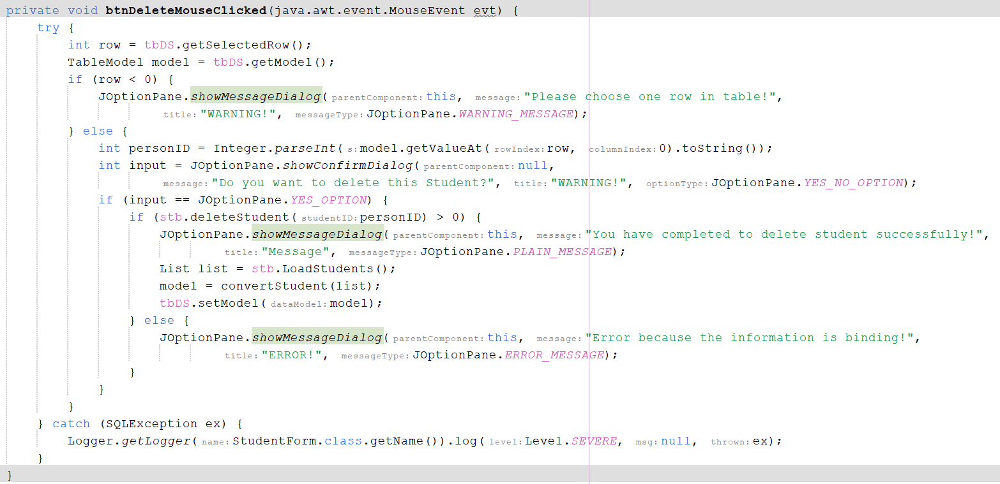 private void btnDeleteMouseClicked(java.awt.event.MouseEvent evt) {
try {
int row = tbDS.getSelectedRow();
TableModel model = tbDS.getModel();
if (row < 0) {
JOptionPane.showMessageDialog(parentComponent: this, message: "Please choose one row in table!",
title: "WARNING!", messageType: JOptionPane.WARNING_MESSAGE);
} else {
int personID = Integer.parseInt(s: model.getValueAt(rowIndex: row, columnIndex: 0).toString());
int input = JOptionPane.showConfirmDialog(parentComponent: null,
message: "Do you want to delete this Student?", title: "WARNING!", optionType: JOptionPane.YES_NO_OPTION);
if (input == JOptionPane.YES_OPTION) {
if (stb.deleteStudent(studentID: personID) > 0) {
JOptionPane.showMessageDialog(parentComponent: this, message: "You have completed to delete student successfully!",
title: "Message", messageType: JOptionPane.PLAIN_MESSAGE);
List list = stb.LoadStudents();
model = convertStudent(list);
tbDS.setModel(dataModel: model);
} else {
JOptionPane.showMessageDialog(parentComponent: this, message: "Error because the information is binding!",
title: "ERROR!", messageType: JOptionPane.ERROR_MESSAGE);
}
}
}
} catch (SQLException ex) {
Logger.getLogger(name: StudentForm.class.getName()).log(level: Level.SEVERE, msg: null, thrown: ex);
}
}